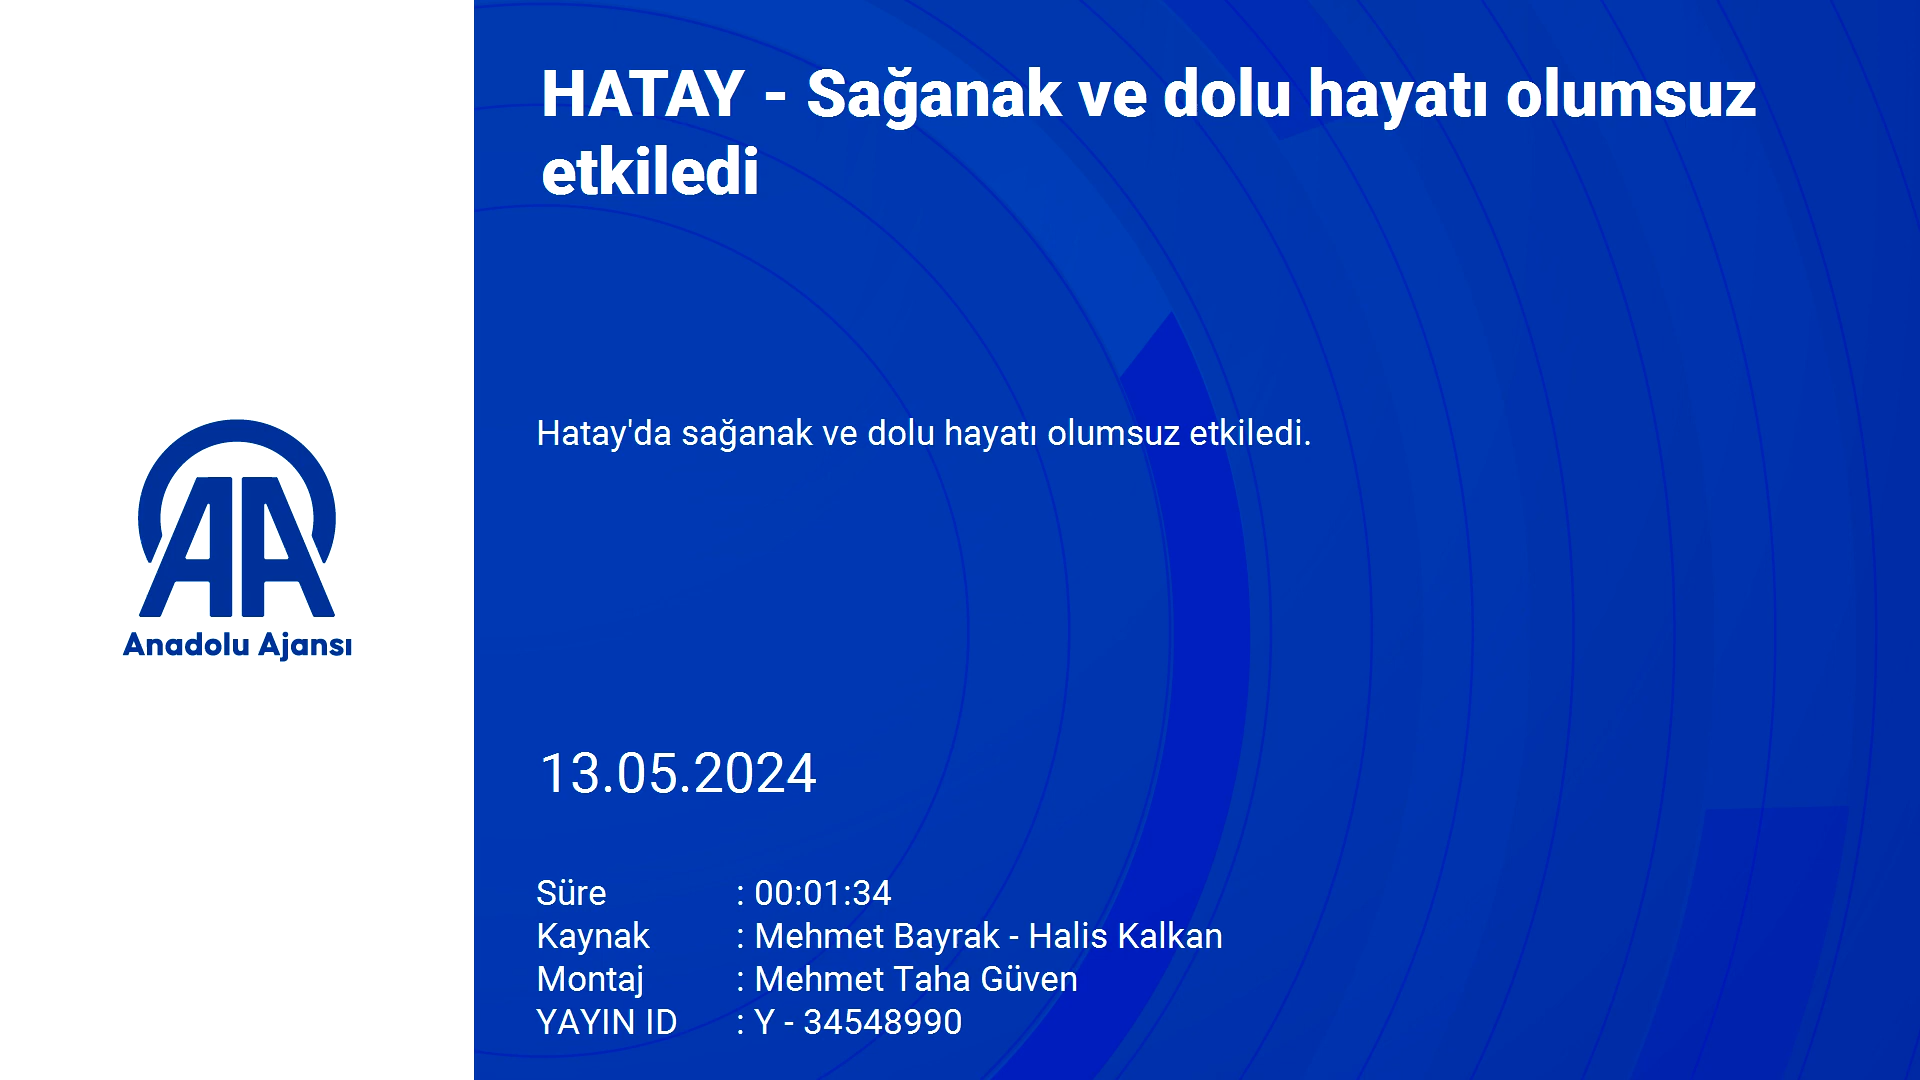 HATAY - Sağanak ve dolu hayatı olumsuz
etkiledi
Hatay'da sağanak ve dolu hayatı olumsuz etkiledi.
AA
Anadolu Ajansı
13.05.2024
Süre : 00:01:34
Kaynak : Mehmet Bayrak - Halis Kalkan
Montaj : Mehmet Taha Güven
YAYIN ID : Y - 34548990